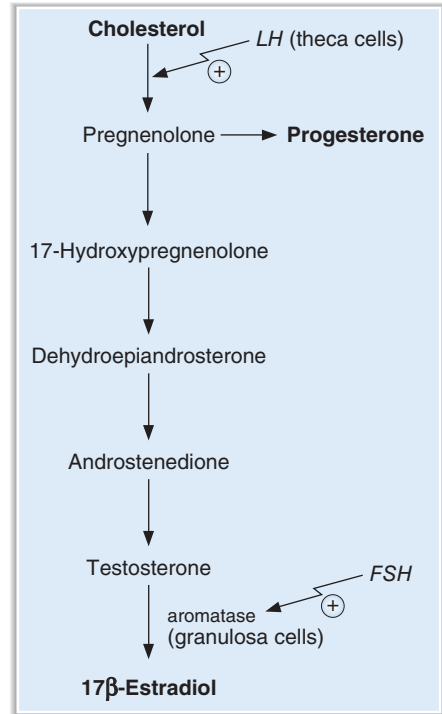 Cholesterol
LH (theca cells)
+
Pregnenolone
Progesterone
17-Hydroxypregnenolone
Dehydroepiandrosterone
Androstenedione
Testosterone
FSH
+
aromatase
(granulosa cells)
17β-Estradiol